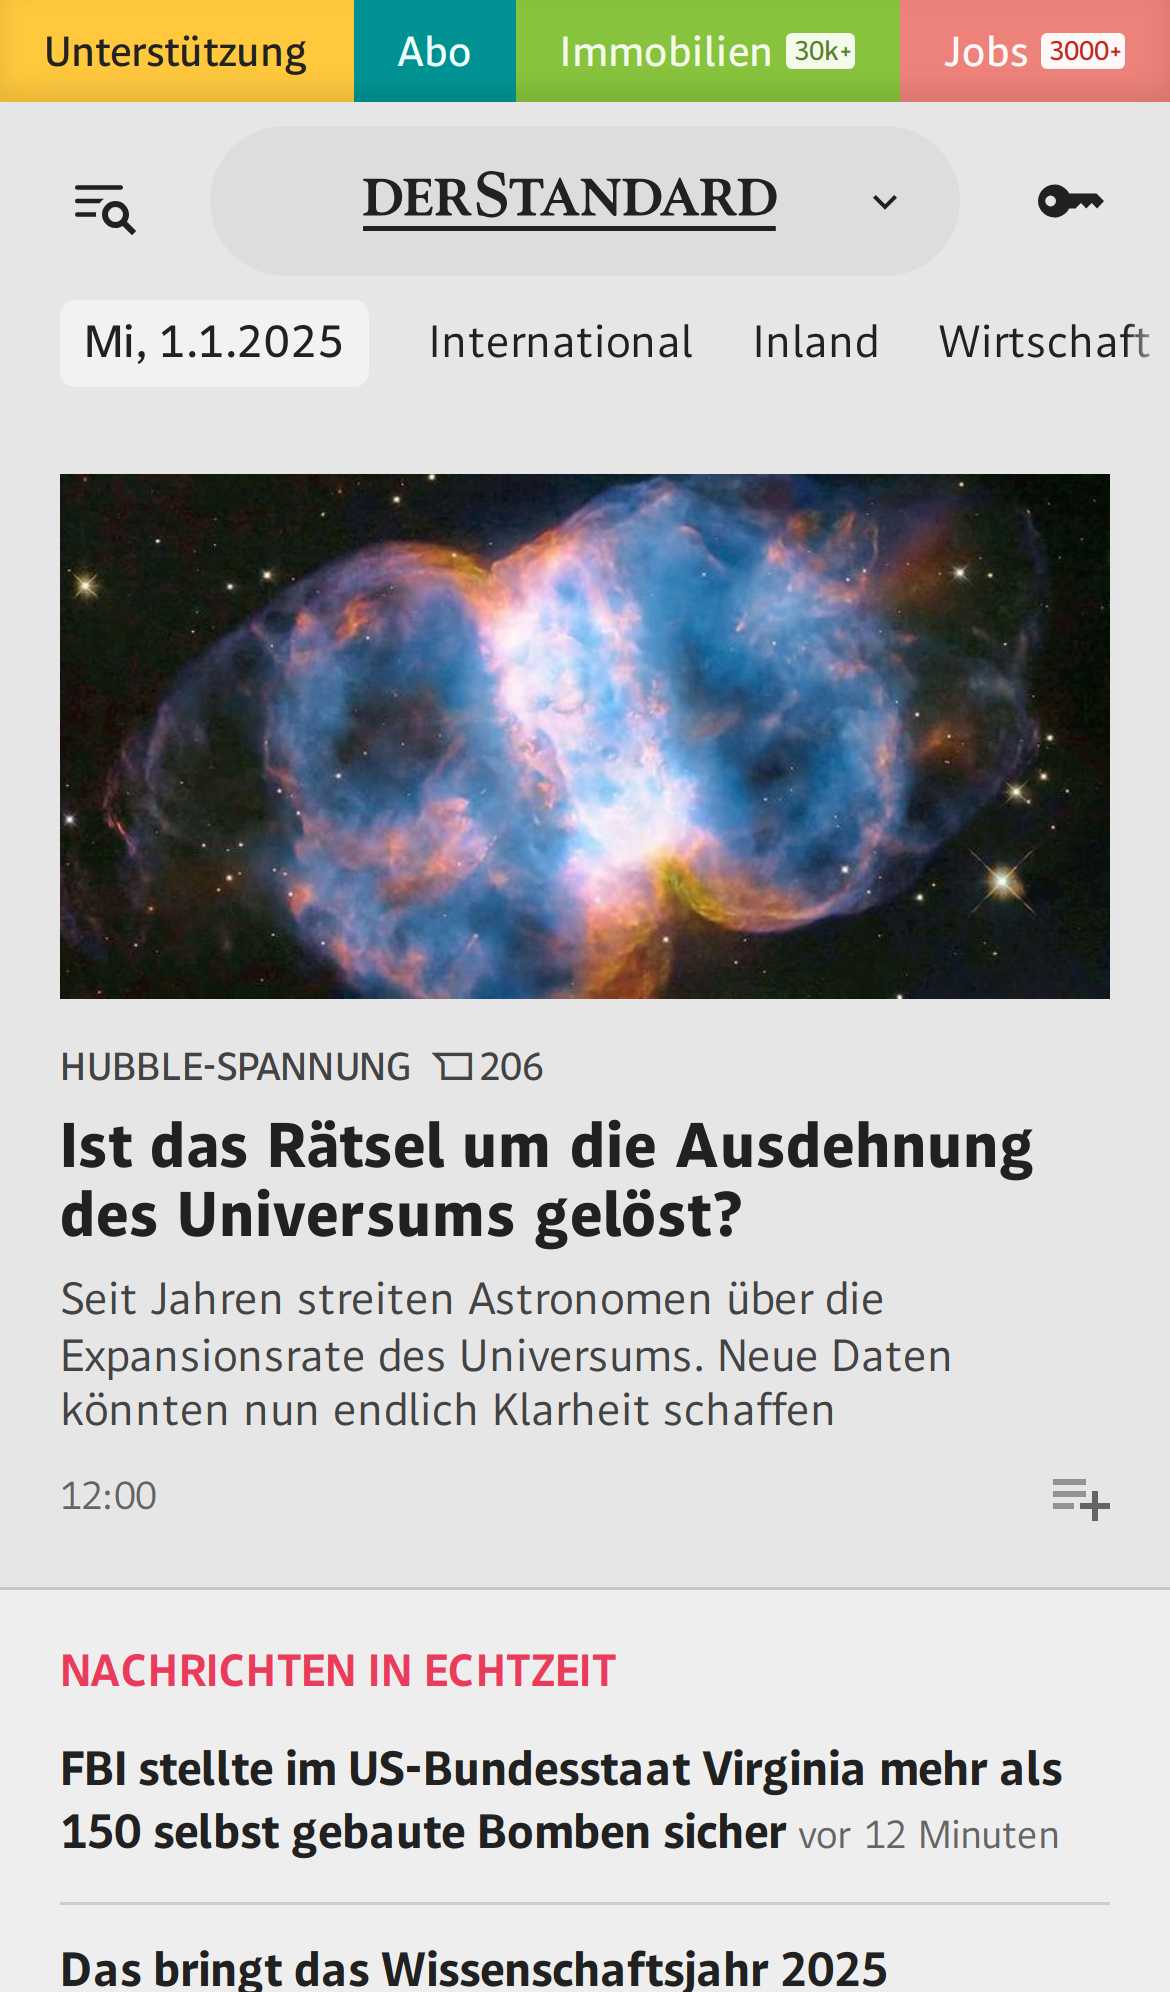 Unterstützung Abo Immobilien 30k+ Jobs 3000+
DERSTANDARD
Mi, 1.1.2025 International Inland Wirtschaft
HUBBLE-SPANNUNG 206
Ist das Rätsel um die Ausdehnung
des Universums gelöst?
Seit Jahren streiten Astronomen über die
Expansionsrate des Universums. Neue Daten
könnten nun endlich Klarheit schaffen
12:00
NACHRICHTEN IN ECHTZEIT
FBI stellte im US-Bundesstaat Virginia mehr als
150 selbst gebaute Bomben sicher vor 12 Minuten
Das bringt das Wissenschaftsjahr 2025